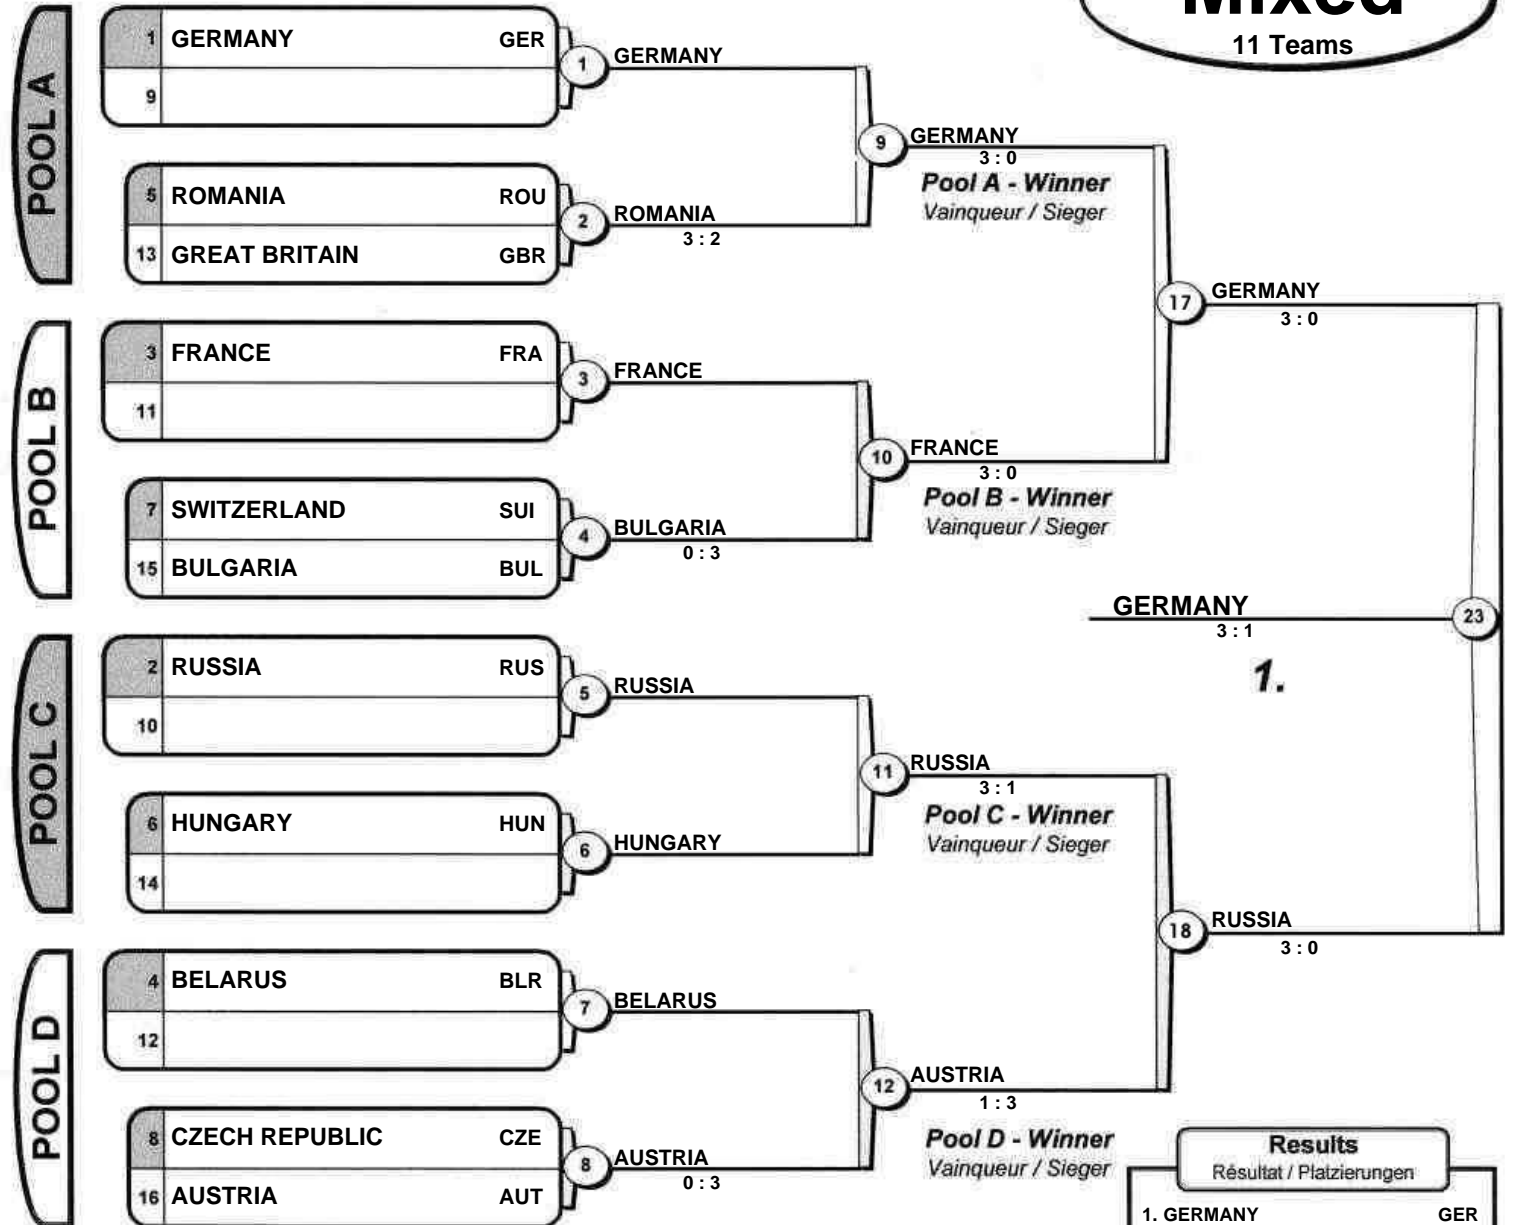 Mixed
11 Teams
POOL A
1 GERMANY GER
9
1 GERMANY
5 ROMANIA ROU
13 GREAT BRITAIN GBR
2 ROMANIA
3 : 2
9 GERMANY
3 : 0
Pool A - Winner
Vainqueur / Sieger
POOL B
3 FRANCE FRA
11
3 FRANCE
7 SWITZERLAND SUI
15 BULGARIA BUL
4 BULGARIA
0 : 3
10 FRANCE
3 : 0
Pool B - Winner
Vainqueur / Sieger
17 GERMANY
3 : 0
GERMANY 23
3 : 1
1.
POOL C
2 RUSSIA RUS
10
5 RUSSIA
6 HUNGARY HUN
14
6 HUNGARY
11 RUSSIA
3 : 1
Pool C - Winner
Vainqueur / Sieger
POOL D
4 BELARUS BLR
12
7 BELARUS
8 CZECH REPUBLIC CZE
16 AUSTRIA AUT
8 AUSTRIA
0 : 3
12 AUSTRIA
1 : 3
Pool D - Winner
Vainqueur / Sieger
18 RUSSIA
3 : 0
Results
Résultat / Platzierungen
1. GERMANY GER